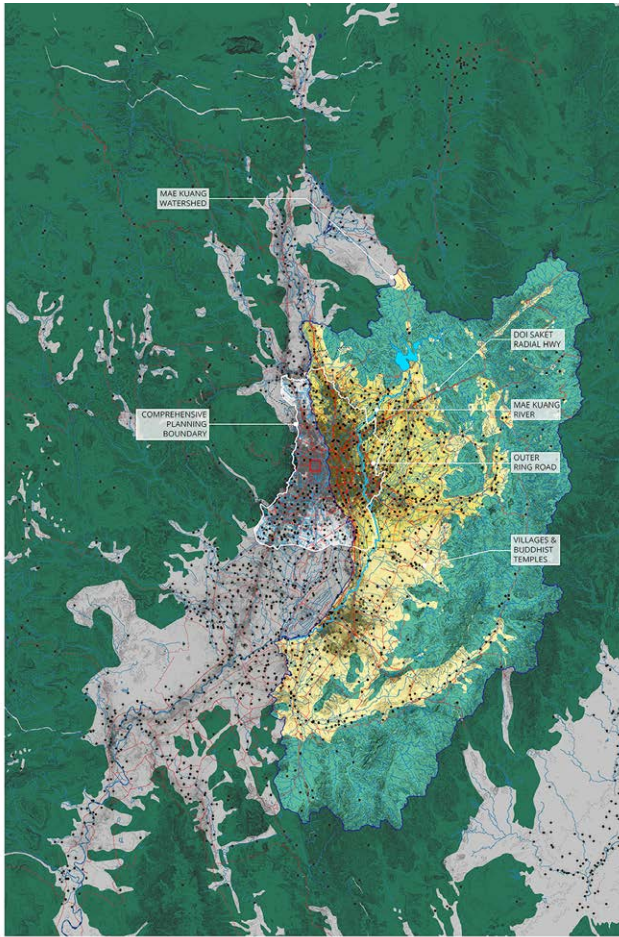 MAE KUANG
WATERSHED
DOI SAKET
RADIAL HWY
COMPREHENSIVE
PLANNING
BOUNDARY
MAE KUANG
RIVER
OUTER
RING ROAD
VILLAGES &
BUDDHIST
TEMPLES